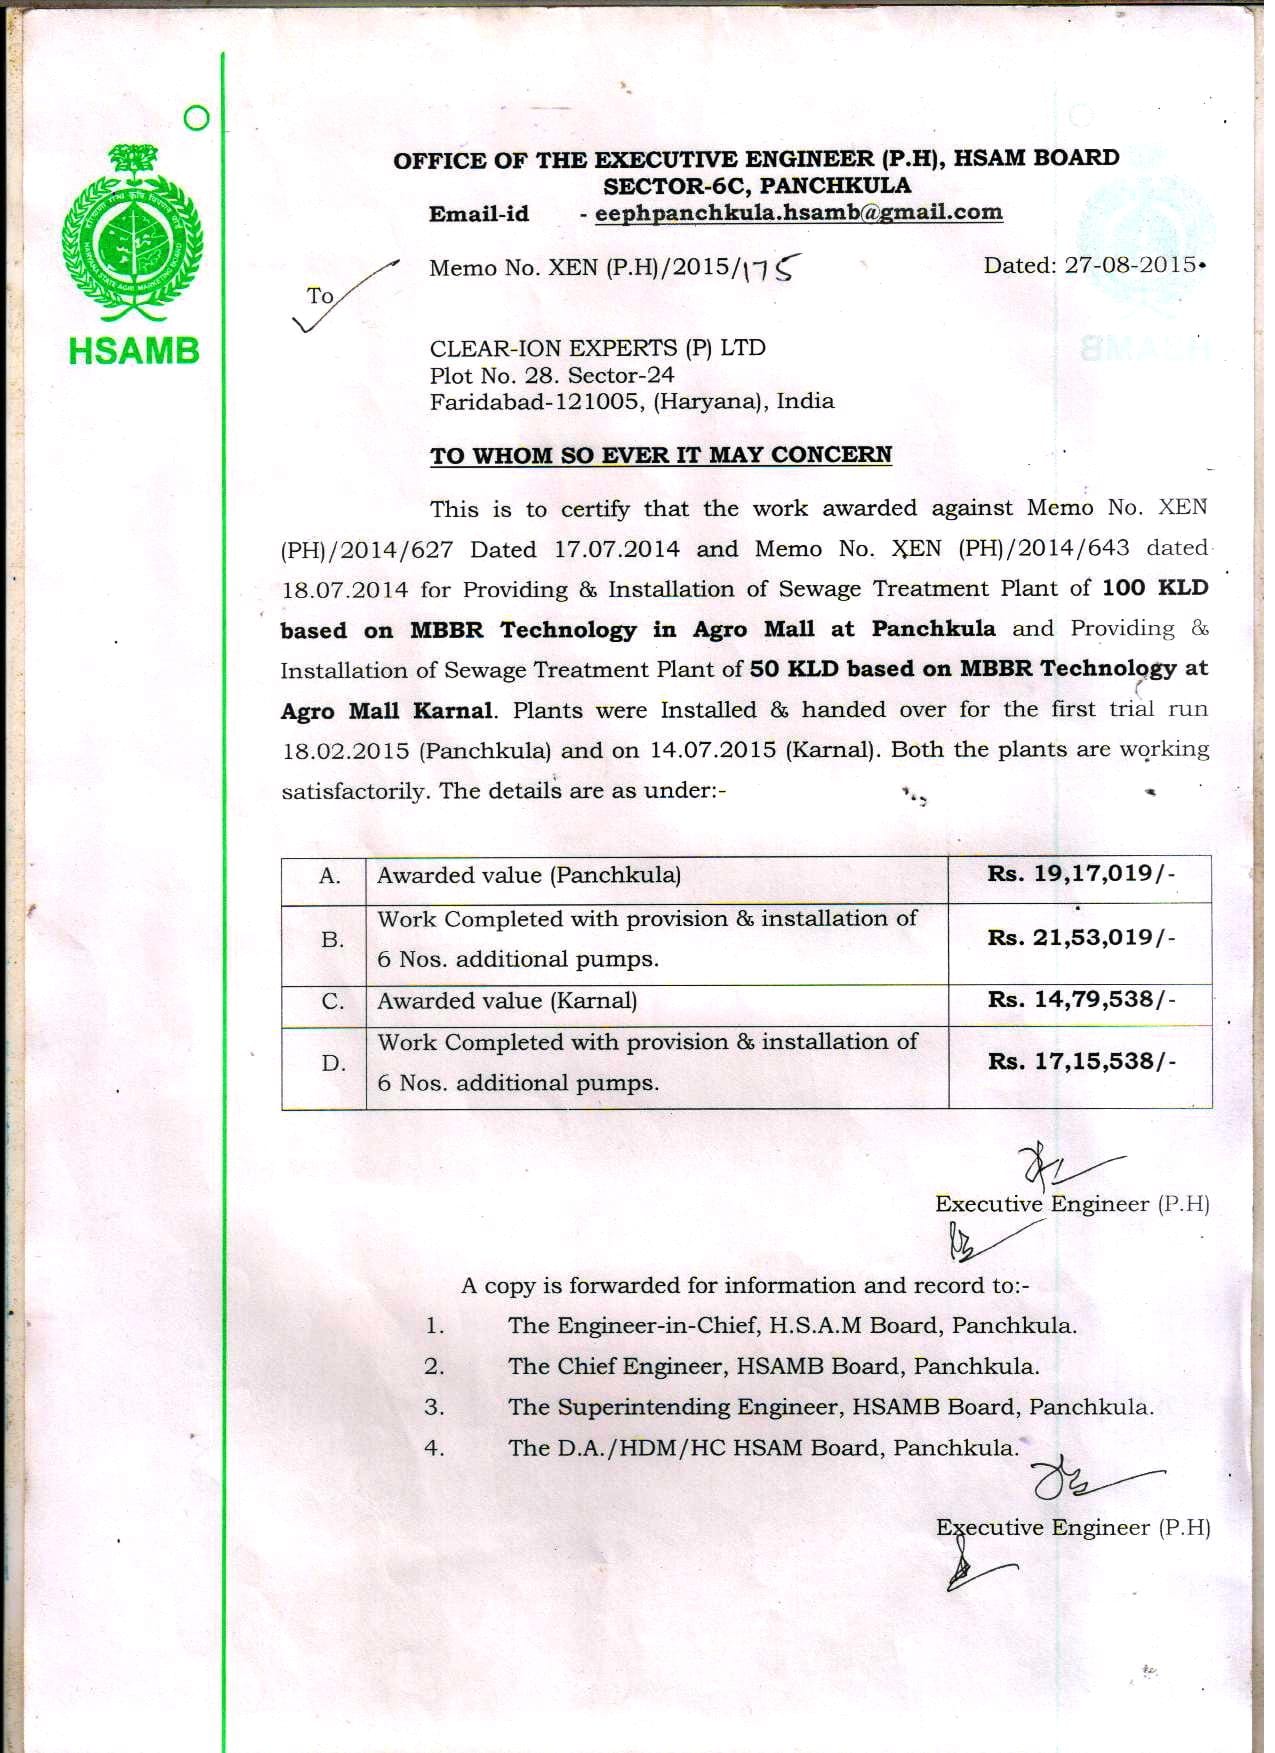 OFFICE OF THE EXECUTIVE ENGINEER (P.H), HSAM BOARD
SECTOR-6C, PANCHKULA
Email-id - eephpanchkula.hsamb@gmail.com
Memo No. XEN (P.H)/2015/175 Dated: 27-08-2015
To
हरियाणा राज्य कृषि विपणन बोर्ड
HARYANA STATE AGRI. MARKETING BOARD
HSAMB
CLEAR-ION EXPERTS (P) LTD
Plot No. 28. Sector-24
Faridabad-121005, (Haryana), India
TO WHOM SO EVER IT MAY CONCERN
This is to certify that the work awarded against Memo No. XEN
(PH)/2014/627 Dated 17.07.2014 and Memo No. XEN (PH)/2014/643 dated
18.07.2014 for Providing & Installation of Sewage Treatment Plant of 100 KLD
based on MBBR Technology in Agro Mall at Panchkula and Providing &
Installation of Sewage Treatment Plant of 50 KLD based on MBBR Technology at
Agro Mall Karnal. Plants were Installed & handed over for the first trial run
18.02.2015 (Panchkula) and on 14.07.2015 (Karnal). Both the plants are working
satisfactorily. The details are as under:-
A. Awarded value (Panchkula) Rs. 19,17,019/-
B. Work Completed with provision & installation of
6 Nos. additional pumps. Rs. 21,53,019/-
C. Awarded value (Karnal) Rs. 14,79,538/-
D. Work Completed with provision & installation of
6 Nos. additional pumps. Rs. 17,15,538/-
Executive Engineer (P.H)
A copy is forwarded for information and record to:-
1. The Engineer-in-Chief, H.S.A.M Board, Panchkula.
2. The Chief Engineer, HSAMB Board, Panchkula.
3. The Superintending Engineer, HSAMB Board, Panchkula.
4. The D.A./HDM/HC HSAM Board, Panchkula.
Executive Engineer (P.H)